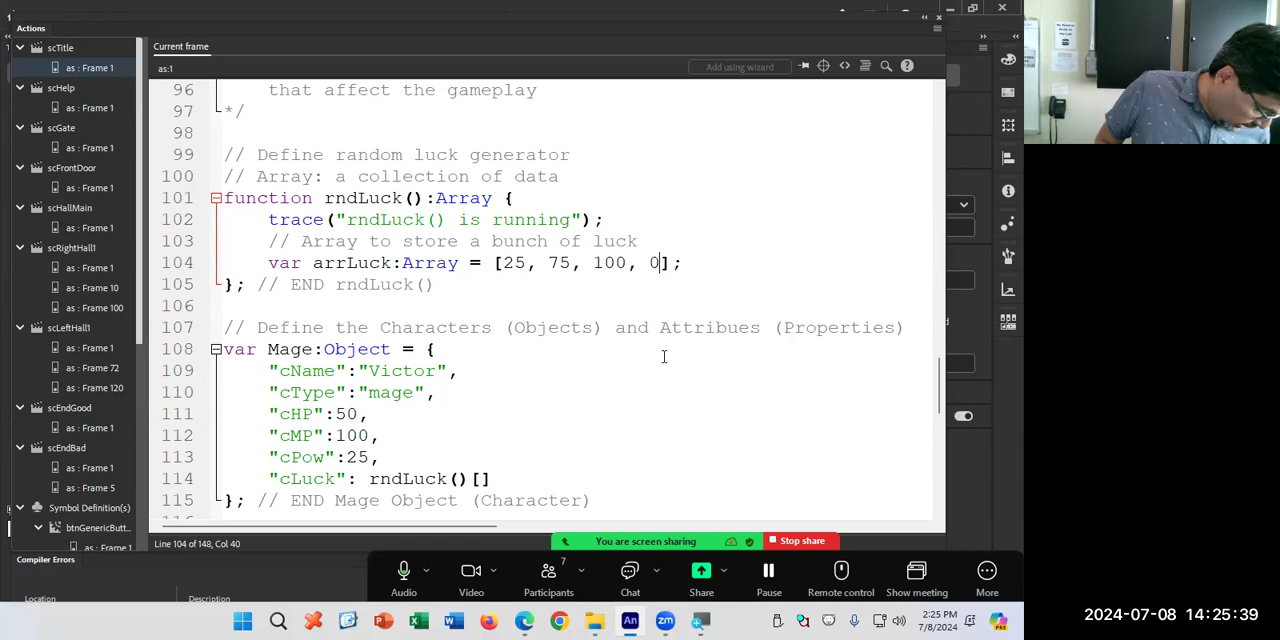 Actions
Current frame
scTitle
as : Frame 1
as:1
Add using wizard
scHelp
as : Frame 1
scGate
as : Frame 1
scFrontDoor
as : Frame 1
scHallMain
as : Frame 1
scRightHall1
as : Frame 1
as : Frame 10
as : Frame 100
scLeftHall1
as : Frame 1
as : Frame 72
as : Frame 120
scEndGood
as : Frame 1
scEndBad
as : Frame 1
as : Frame 5
Symbol Definition(s)
btnGenericButt...
as : Frame 1
96 that affect the gameplay
97 */
98
99 // Define random luck generator
100 // Array: a collection of data
101 function rndLuck():Array {
102 trace("rndLuck() is running");
103 // Array to store a bunch of luck
104 var arrLuck:Array = [25, 75, 100, 0];
105 }; // END rndLuck()
106
107 // Define the Characters (Objects) and Attribues (Properties)
108 var Mage:Object = {
109 "cName":"Victor",
110 "cType":"mage",
111 "cHP":50,
112 "cMP":100,
113 "cPow":25,
114 "cLuck": rndLuck()[]
115 }; // END Mage Object (Character)
Line 104 of 148, Col 40
You are screen sharing
Stop share
Compiler Errors
Location
Description
Audio
Video
7
Participants
Chat
Share
Pause
Remote control
Show meeting
More
2:25 PM
7/8/2024
2024-07-08 14:25:39